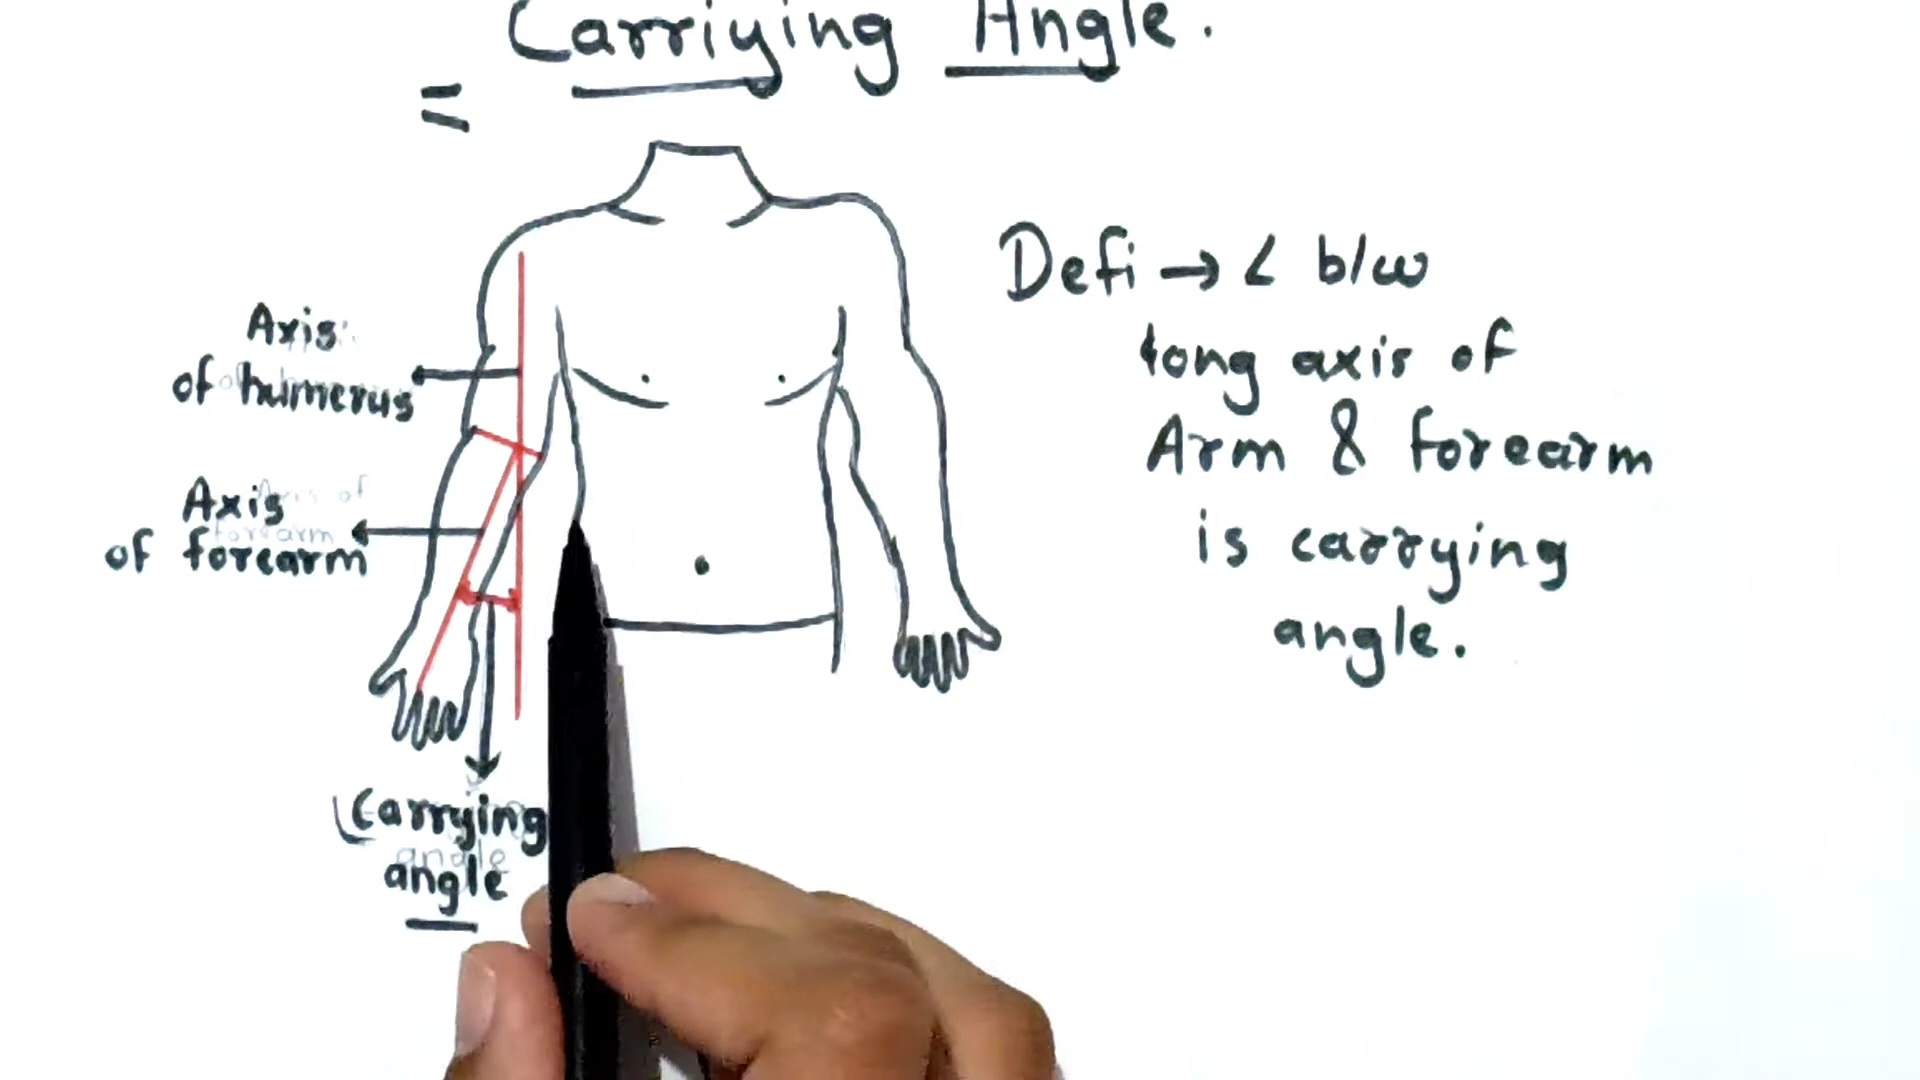 = Carriying Angle.
Defi → ∠ b/w
long axis of
Arm & forearm
is carrying
angle.
Axis
of humerus
Axis
of forearm
Carrying
angle